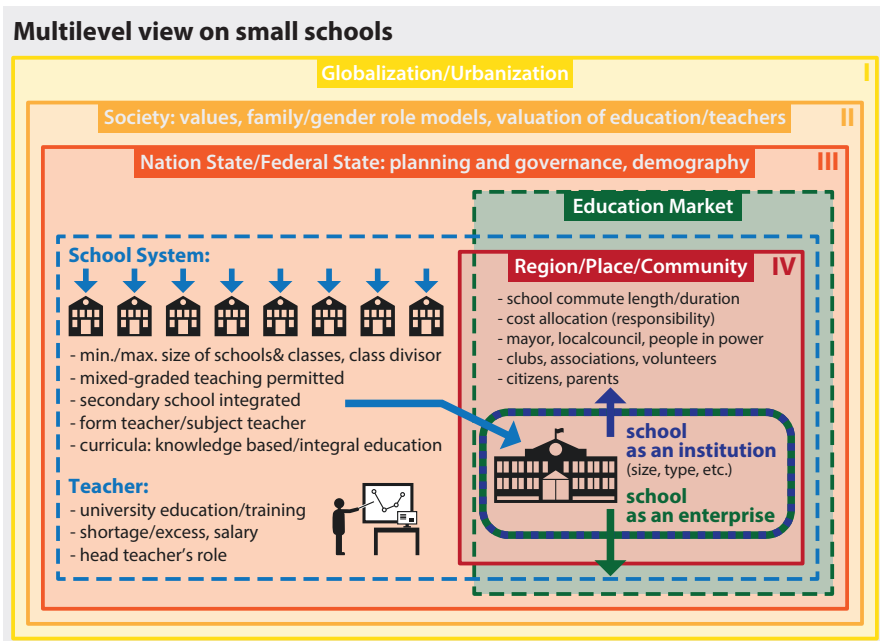 Multilevel view on small schools
Globalization/Urbanization
I
Society: values, family/gender role models, valuation of education/teachers
II
Nation State/Federal State: planning and governance, demography
III
Education Market
School System:
- min./max. size of schools& classes, class divisor
- mixed-graded teaching permitted
- secondary school integrated
- form teacher/subject teacher
- curricula: knowledge based/integral education
Teacher:
- university education/training
- shortage/excess, salary
- head teacher's role
Region/Place/Community
IV
- school commute length/duration
- cost allocation (responsibility)
- mayor, localcouncil, people in power
- clubs, associations, volunteers
- citizens, parents
school
as an institution
(size, type, etc.)
school
as an enterprise